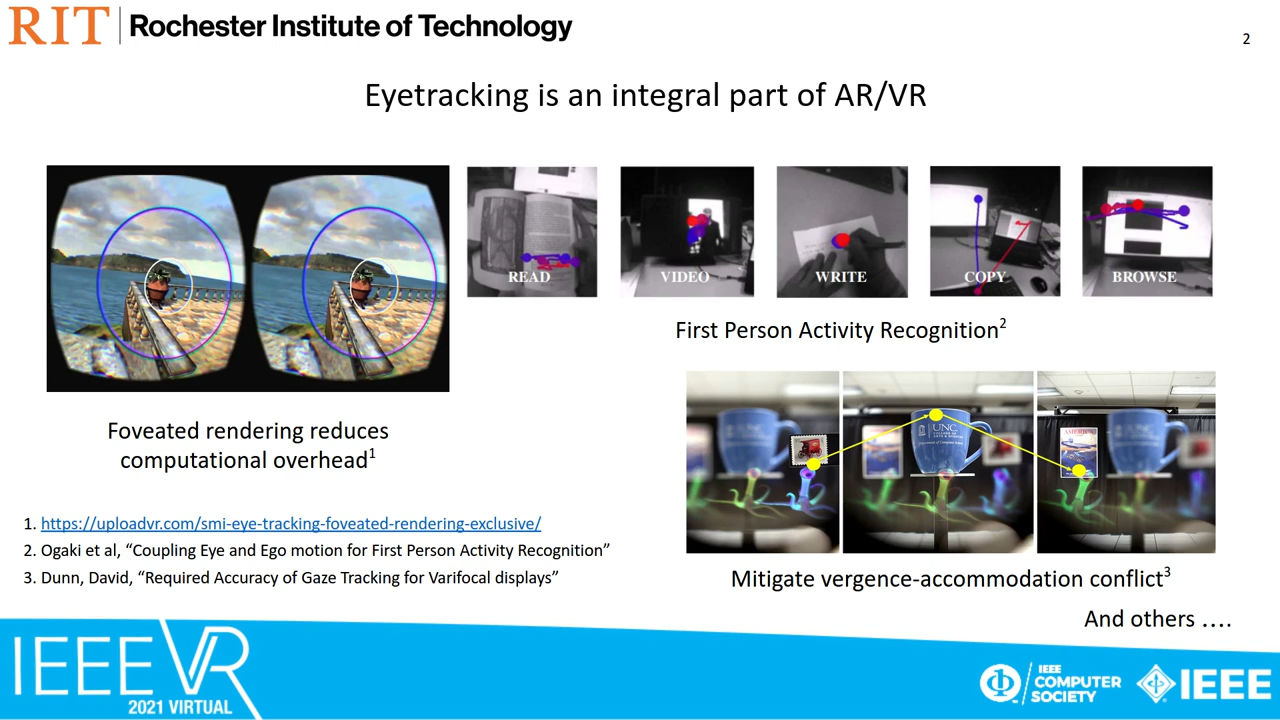 RIT | Rochester Institute of Technology
2
Eyetracking is an integral part of AR/VR
READ
VIDEO
WRITE
COPY
BROWSE
First Person Activity Recognition2
Foveated rendering reduces
computational overhead1
UNC
1. https://uploadvr.com/smi-eye-tracking-foveated-rendering-exclusive/
2. Ogaki et al, “Coupling Eye and Ego motion for First Person Activity Recognition”
3. Dunn, David, “Required Accuracy of Gaze Tracking for Varifocal displays”
Mitigate vergence-accommodation conflict3
And others ….
IEEE VR
2021 VIRTUAL
IEEE
COMPUTER
SOCIETY
IEEE